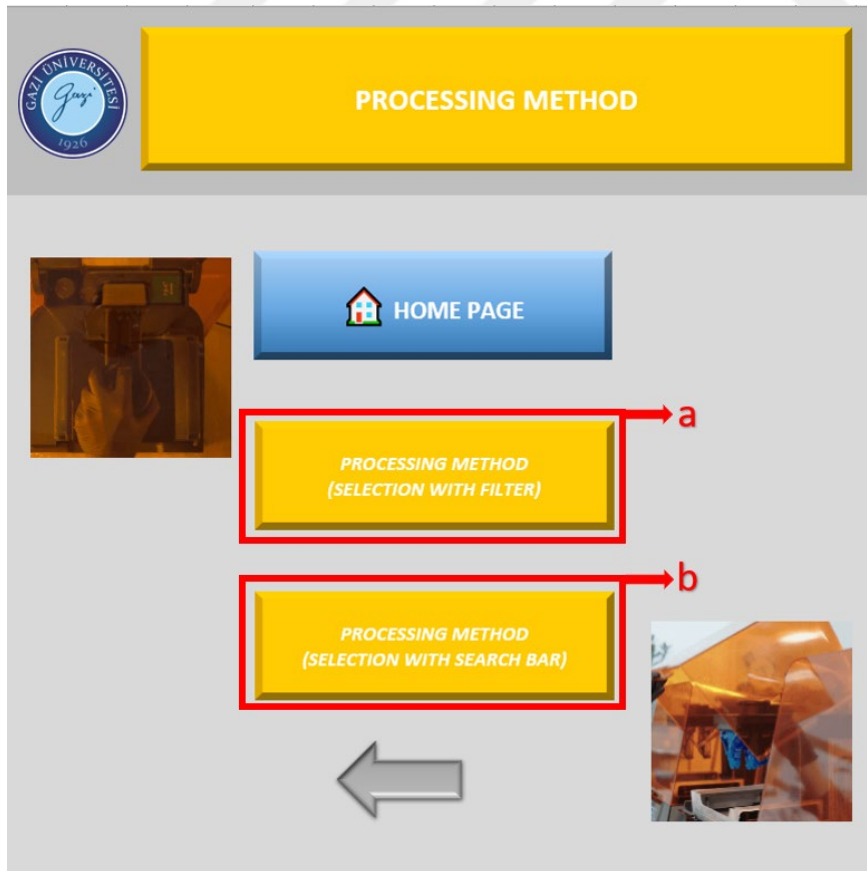 GAZİ ÜNİVERSİTESİ
Gazi
1926
PROCESSING METHOD
HOME PAGE
a
PROCESSING METHOD
(SELECTION WITH FILTER)
b
PROCESSING METHOD
(SELECTION WITH SEARCH BAR)